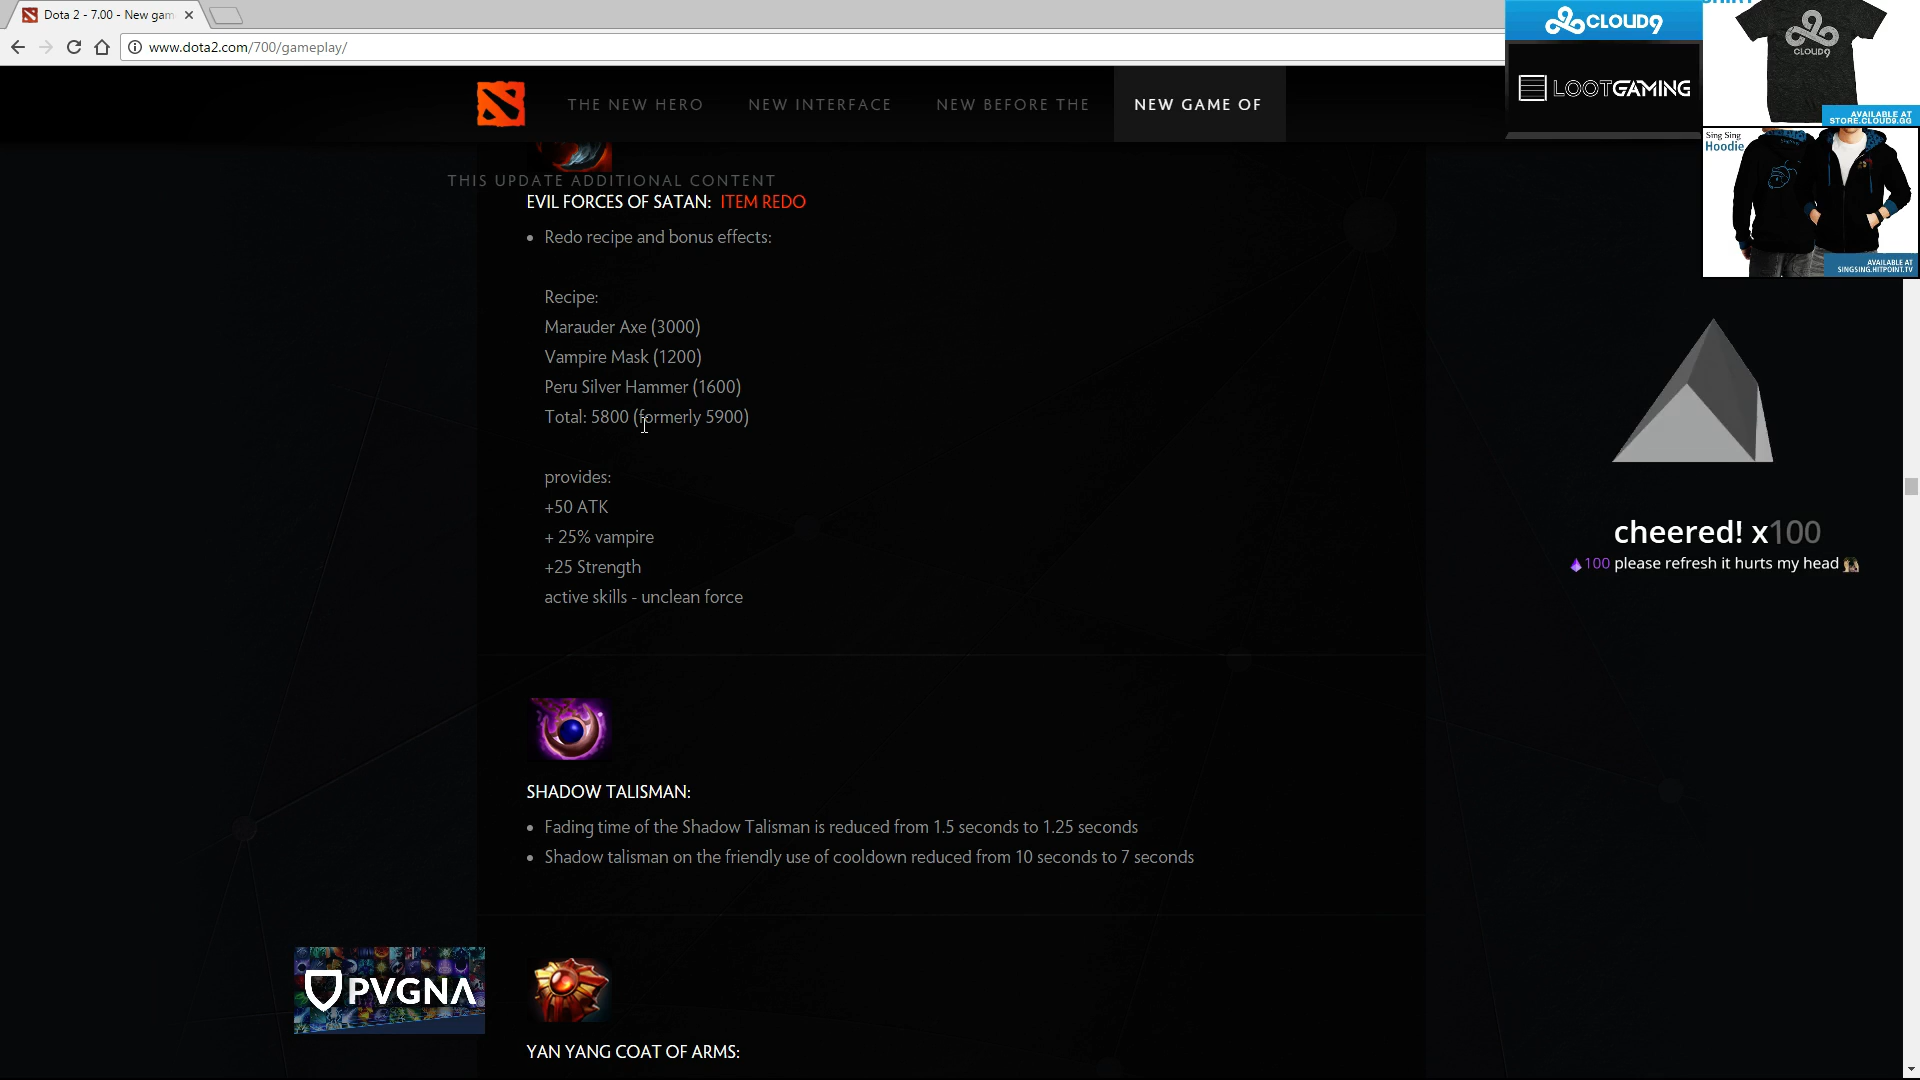 Dota 2 - 7.00 - New gam
www.dota2.com/700/gameplay/
THE NEW HERO
NEW INTERFACE
NEW BEFORE THE
NEW GAME OF
THIS UPDATE ADDITIONAL CONTENT
EVIL FORCES OF SATAN: ITEM REDO
Redo recipe and bonus effects:
Recipe:
Marauder Axe (3000)
Vampire Mask (1200)
Peru Silver Hammer (1600)
Total: 5800 (formerly 5900)
provides:
+50 ATK
+ 25% vampire
+25 Strength
active skills - unclean force
SHADOW TALISMAN:
Fading time of the Shadow Talisman is reduced from 1.5 seconds to 1.25 seconds
Shadow talisman on the friendly use of cooldown reduced from 10 seconds to 7 seconds
YAN YANG COAT OF ARMS:
PVGNA
CLOUD9
LOOTGAMING
CLOUD9
AVAILABLE AT
STORE.CLOUD9.GG
Sing Sing
Hoodie
AVAILABLE AT
SINGSING.HITPOINT.TV
cheered! x100
100 please refresh it hurts my head